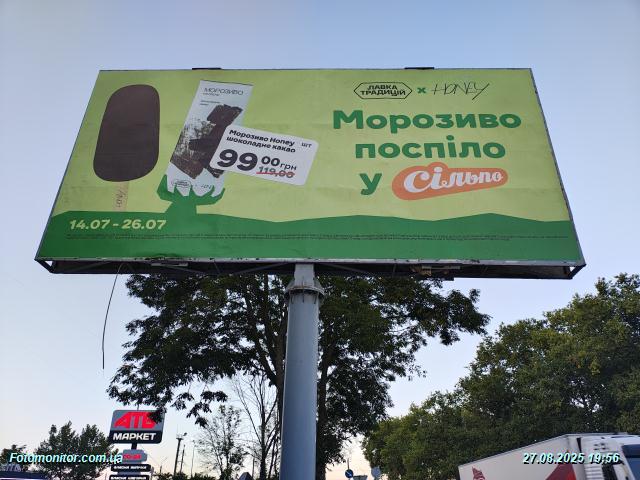 ЛАВКА
ТРАДИЦІЙ
x HONEY
Морозиво
поспіло
у Сільпо
МОРОЗИВО
Морозиво Honey
шоколадне какао
шт
99 00 грн
119,00
14.07 - 26.07
АТБ
МАРКЕТ
Fotomonitor.com.ua
27.08.2025 19:56